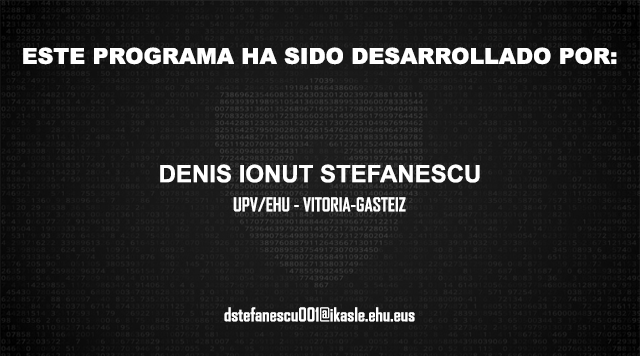 ESTE PROGRAMA HA SIDO DESARROLLADO POR:
DENIS IONUT STEFANESCU
UPV/EHU - VITORIA-GASTEIZ
dstefanescu001@ikasle.ehu.eus